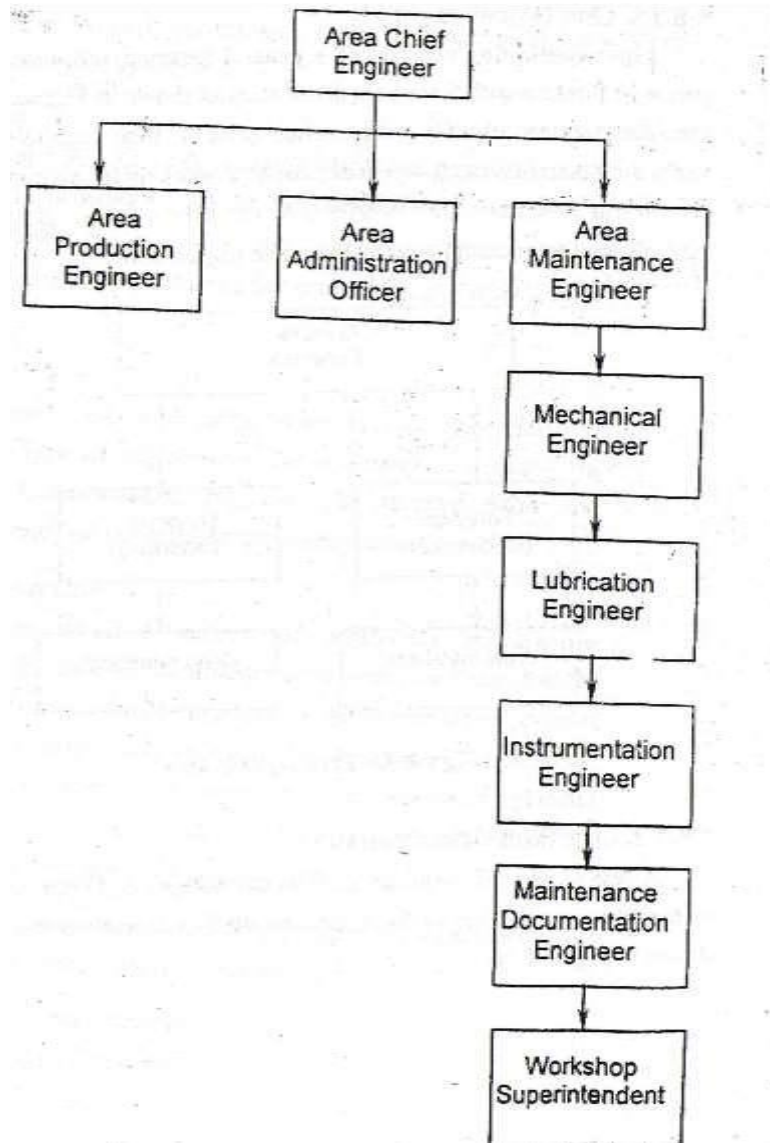 Area Chief
Engineer
Area
Production
Engineer
Area
Administration
Officer
Area
Maintenance
Engineer
Mechanical
Engineer
Lubrication
Engineer
Instrumentation
Engineer
Maintenance
Documentation
Engineer
Workshop
Superintendent